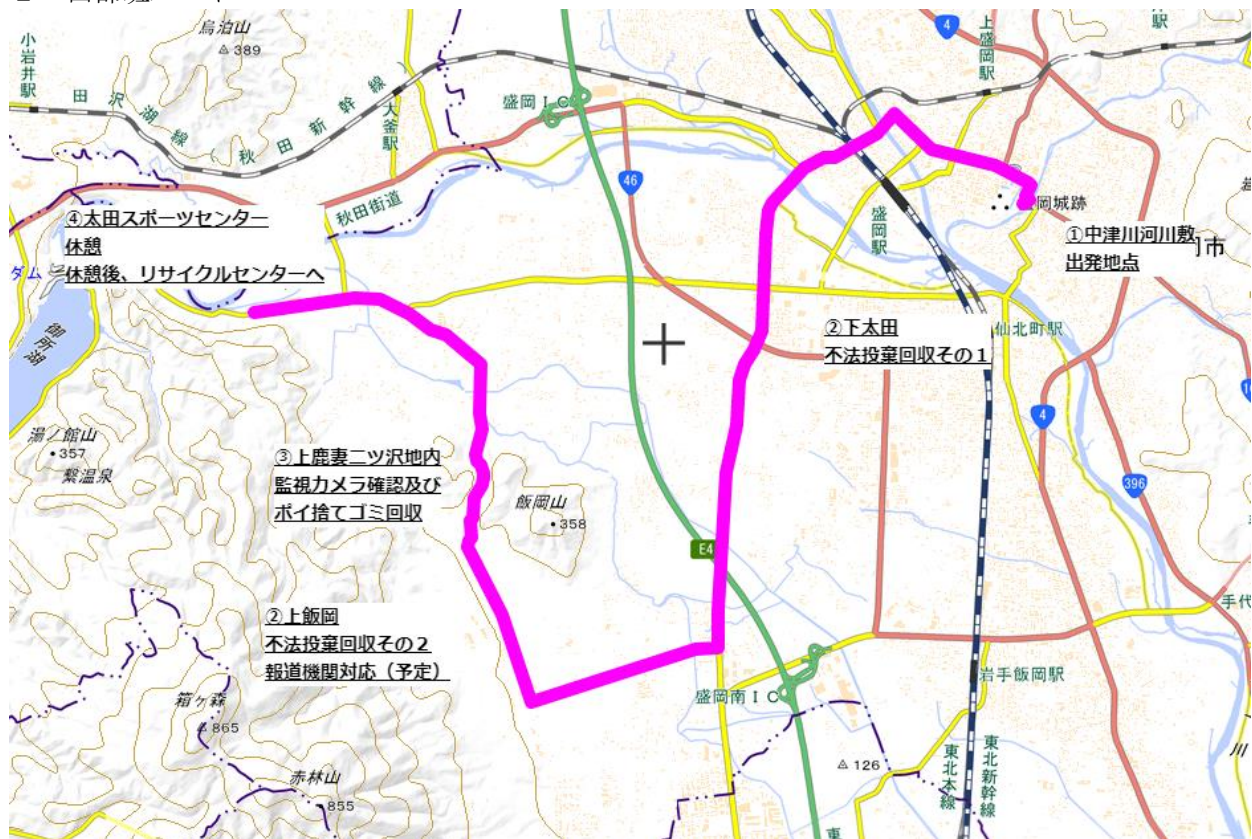 烏泊山
389
小岩井駅
田沢湖線（秋田新幹線）
大釜駅
盛岡ＩＣ
4
上盛岡駅
46
秋田街道
盛岡駅
岡城跡
④太田スポーツセンター
休憩
休憩後、リサイクルセンターへ
ダム
御所湖
①中津川河川敷
出発地点
市
②下太田
不法投棄回収その１
仙北町駅
4
湯ノ館山
357
繋温泉
③上鹿妻二ツ沢地内
監視カメラ確認及び
ポイ捨てゴミ回収
飯岡山
358
396
E4
②上飯岡
不法投棄回収その２
報道機関対応（予定）
手代
岩手飯岡駅
盛岡南ＩＣ
箱ヶ森
865
赤林山
855
126
東北本線
東北新幹線
川
東